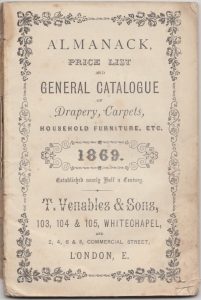 ALMANACK,
PRICE LIST
AND
GENERAL CATALOGUE
OF
Drapery, Carpets,
HOUSEHOLD FURNITURE, ETC.
1869.
Established nearly Half a Century.
T. Venables & Sons,
103, 104 & 105, WHITECHAPEL,
AND
2, 4, 6 & 8, COMMERCIAL STREET,
LONDON, E.